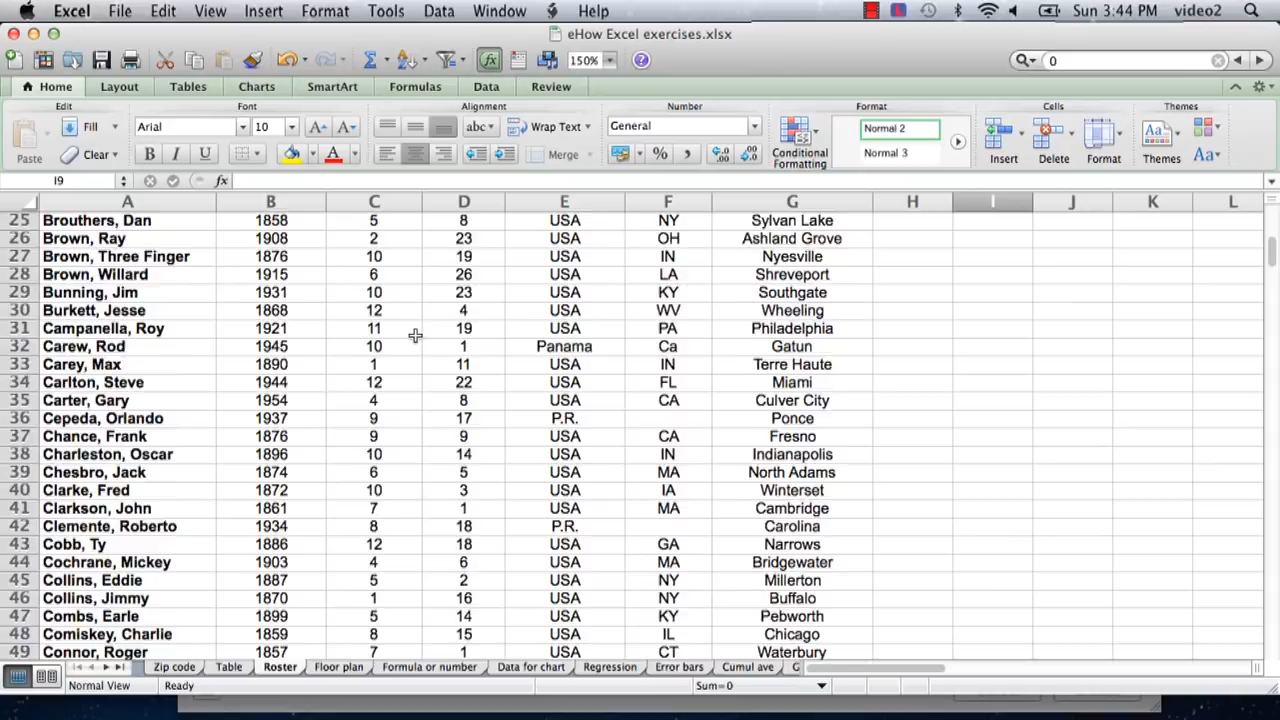 Excel File Edit View Insert Format Tools Data Window Help Sun 3:44 PM video2
eHow Excel exercises.xlsx
fx 150% 0
Home Layout Tables Charts SmartArt Formulas Data Review
Edit Font Alignment Number Format Cells Themes
Fill Arial 10 abc Wrap Text General Normal 2
Paste Clear B I U A Merge % , Normal 3 Conditional Formatting Insert Delete Format Themes Aa
I9 fx
A B C D E F G H I J K L
25 Brouthers, Dan 1858 5 8 USA NY Sylvan Lake
26 Brown, Ray 1908 2 23 USA OH Ashland Grove
27 Brown, Three Finger 1876 10 19 USA IN Nyesville
28 Brown, Willard 1915 6 26 USA LA Shreveport
29 Bunning, Jim 1931 10 23 USA KY Southgate
30 Burkett, Jesse 1868 12 4 USA WV Wheeling
31 Campanella, Roy 1921 11 19 USA PA Philadelphia
32 Carew, Rod 1945 10 1 Panama Ca Gatun
33 Carey, Max 1890 1 11 USA IN Terre Haute
34 Carlton, Steve 1944 12 22 USA FL Miami
35 Carter, Gary 1954 4 8 USA CA Culver City
36 Cepeda, Orlando 1937 9 17 P.R. Ponce
37 Chance, Frank 1876 9 9 USA CA Fresno
38 Charleston, Oscar 1896 10 14 USA IN Indianapolis
39 Chesbro, Jack 1874 6 5 USA MA North Adams
40 Clarke, Fred 1872 10 3 USA IA Winterset
41 Clarkson, John 1861 7 1 USA MA Cambridge
42 Clemente, Roberto 1934 8 18 P.R. Carolina
43 Cobb, Ty 1886 12 18 USA GA Narrows
44 Cochrane, Mickey 1903 4 6 USA MA Bridgewater
45 Collins, Eddie 1887 5 2 USA NY Millerton
46 Collins, Jimmy 1870 1 16 USA NY Buffalo
47 Combs, Earle 1899 5 14 USA KY Pebworth
48 Comiskey, Charlie 1859 8 15 USA IL Chicago
49 Connor, Roger 1857 7 1 USA CT Waterbury
Zip code Table Roster Floor plan Formula or number Data for chart Regression Error bars Cumul ave
Normal View Ready Sum=0